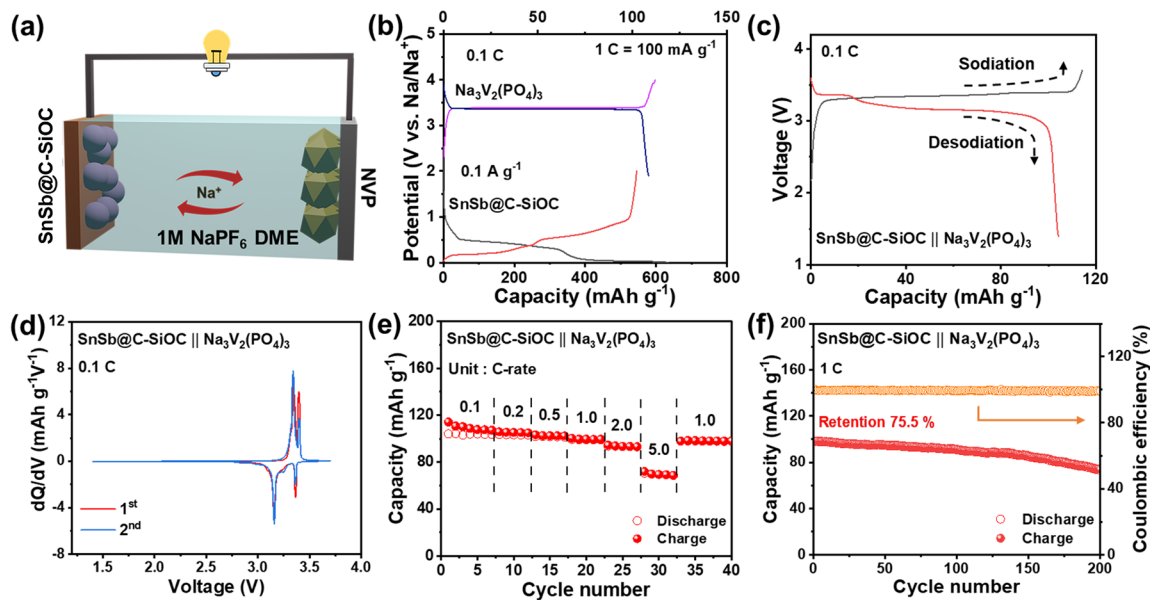 (a)
SnSb@C-SiOC
Na⁺
1M NaPF₆ DME
NVP
(b)
0 50 100
0.1 C
1 C = 100 mA g⁻¹
Na₃V₂(PO₄)₃
0.1 A g⁻¹
SnSb@C-SiOC
Potential (V vs. Na/Na⁺)
5
4
3
2
1
0
0 200 400 600 800
Capacity (mAh g⁻¹)
(c)
0.1 C
Sodiation
Desodiation
SnSb@C-SiOC || Na₃V₂(PO₄)₃
Voltage (V)
4
3
2
1
0 40 80 120
Capacity (mAh g⁻¹)
(d)
SnSb@C-SiOC || Na₃V₂(PO₄)₃
0.1 C
1ˢᵗ
2ⁿᵈ
dQ/dV (mAh g⁻¹V⁻¹)
12
8
4
0
-4
-8
1.5 2.0 2.5 3.0 3.5 4.0
Voltage (V)
(e)
SnSb@C-SiOC || Na₃V₂(PO₄)₃
Unit : C-rate
0.1 0.2 0.5 1.0 2.0 5.0 1.0
Discharge
Charge
Capacity (mAh g⁻¹)
200
160
120
80
40
0
0 10 20 30 40
Cycle number
(f)
SnSb@C-SiOC || Na₃V₂(PO₄)₃
1 C
Retention 75.5 %
Discharge
Charge
Capacity (mAh g⁻¹)
200
160
120
80
40
0
0 50 100 150 200
Cycle number
120
100
80
60
40
20
0
Coulombic efficiency (%)